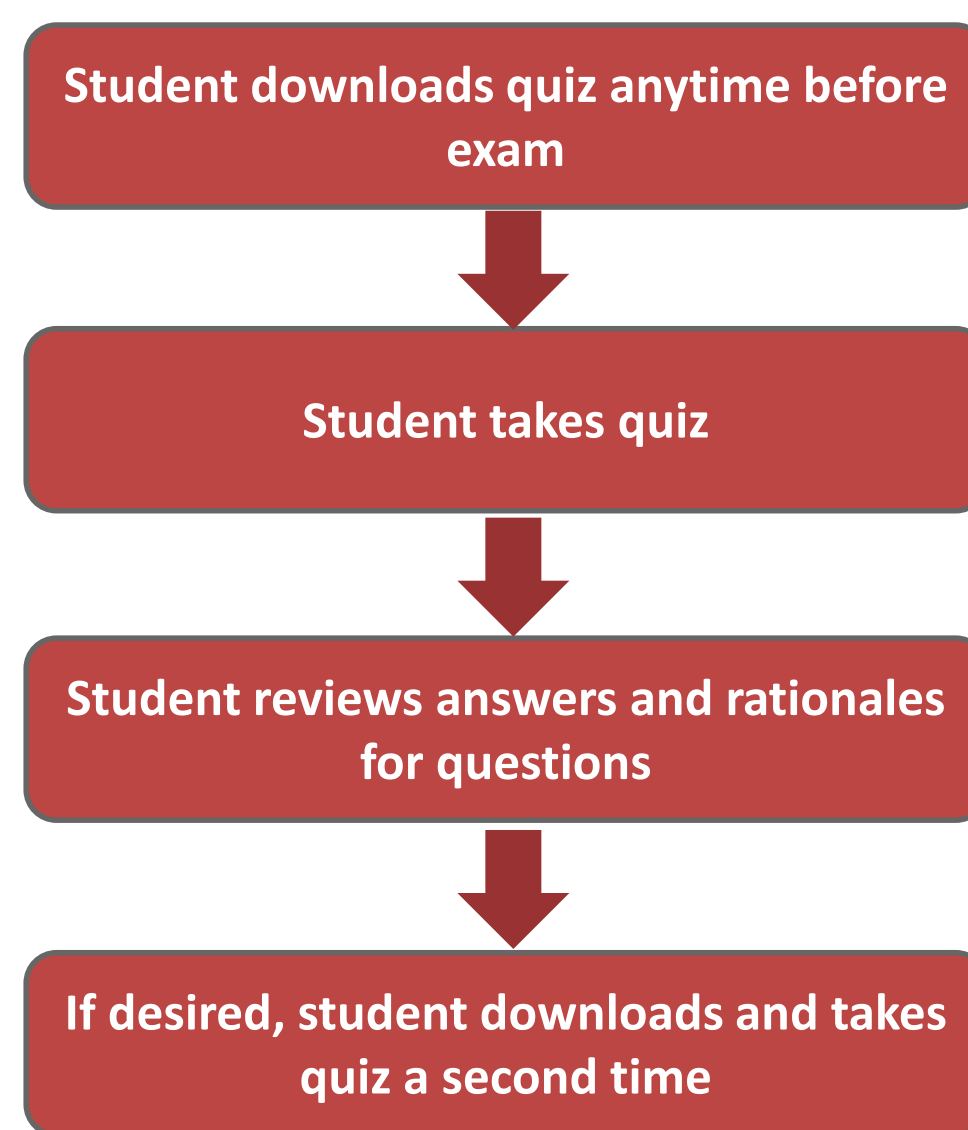 Student downloads quiz anytime before
exam
Student takes quiz
Student reviews answers and rationales
for questions
If desired, student downloads and takes
quiz a second time